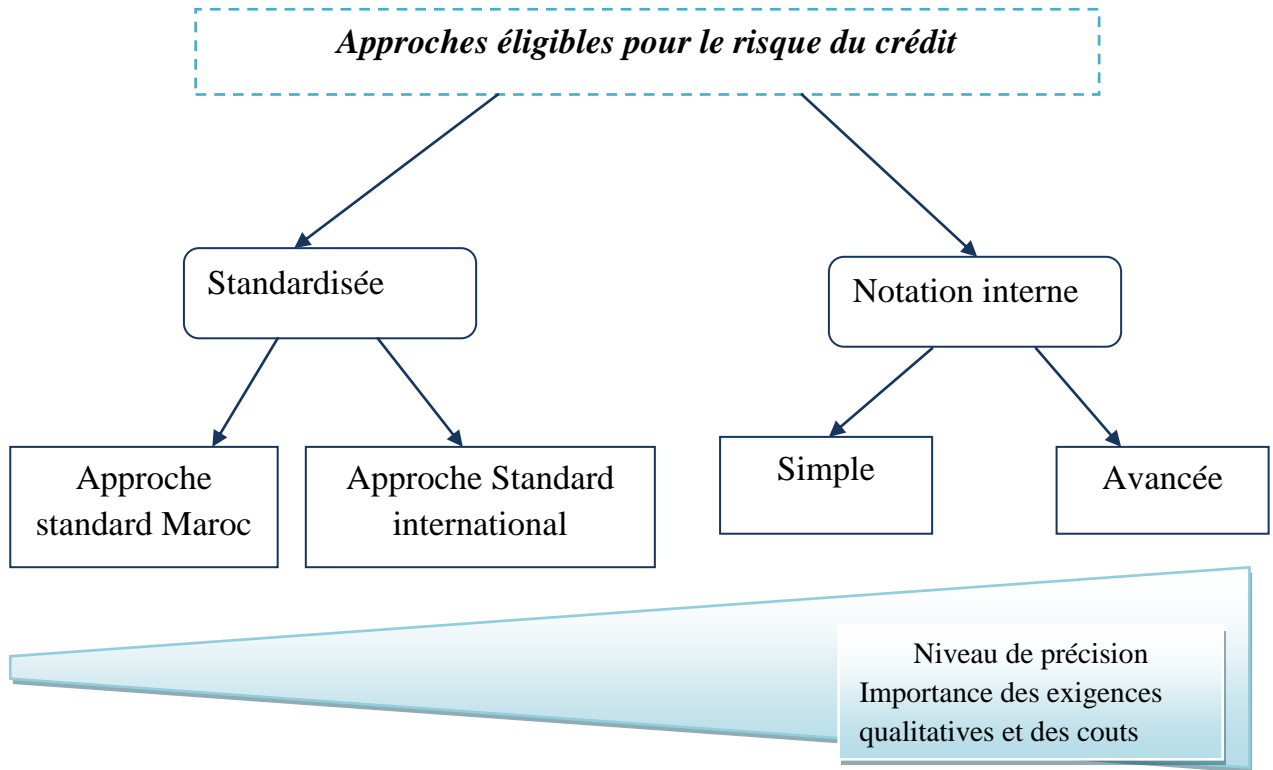 Approches éligibles pour le risque du crédit
Standardisée
Notation interne
Approche
standard Maroc
Approche Standard
international
Simple
Avancée
Niveau de précision
Importance des exigences
qualitatives et des couts